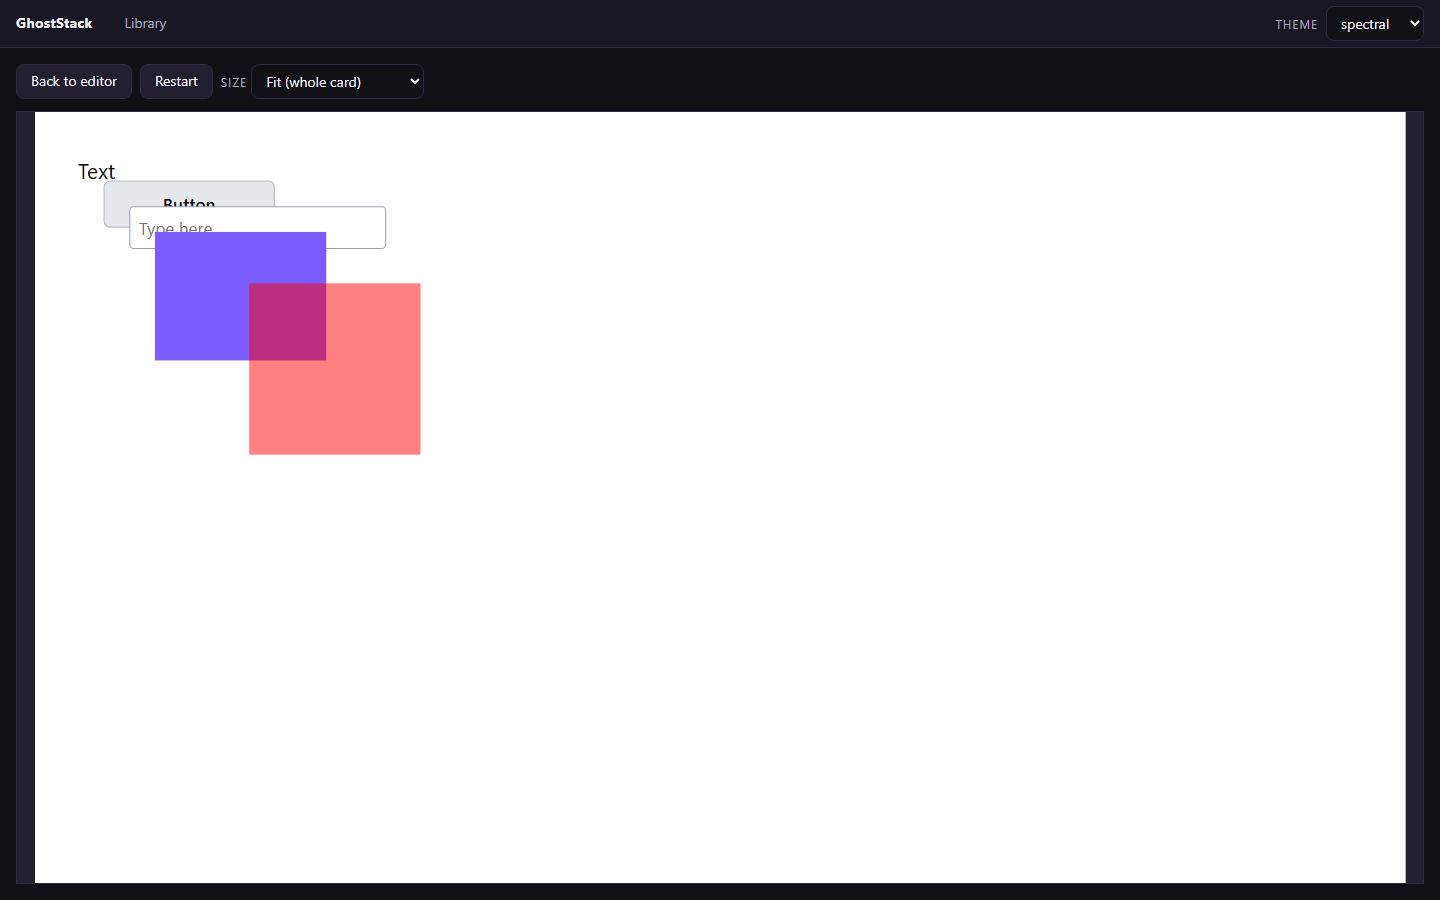 GhostStack Library THEME spectral
Back to editor Restart SIZE Fit (whole card)
Text
Button
Type here